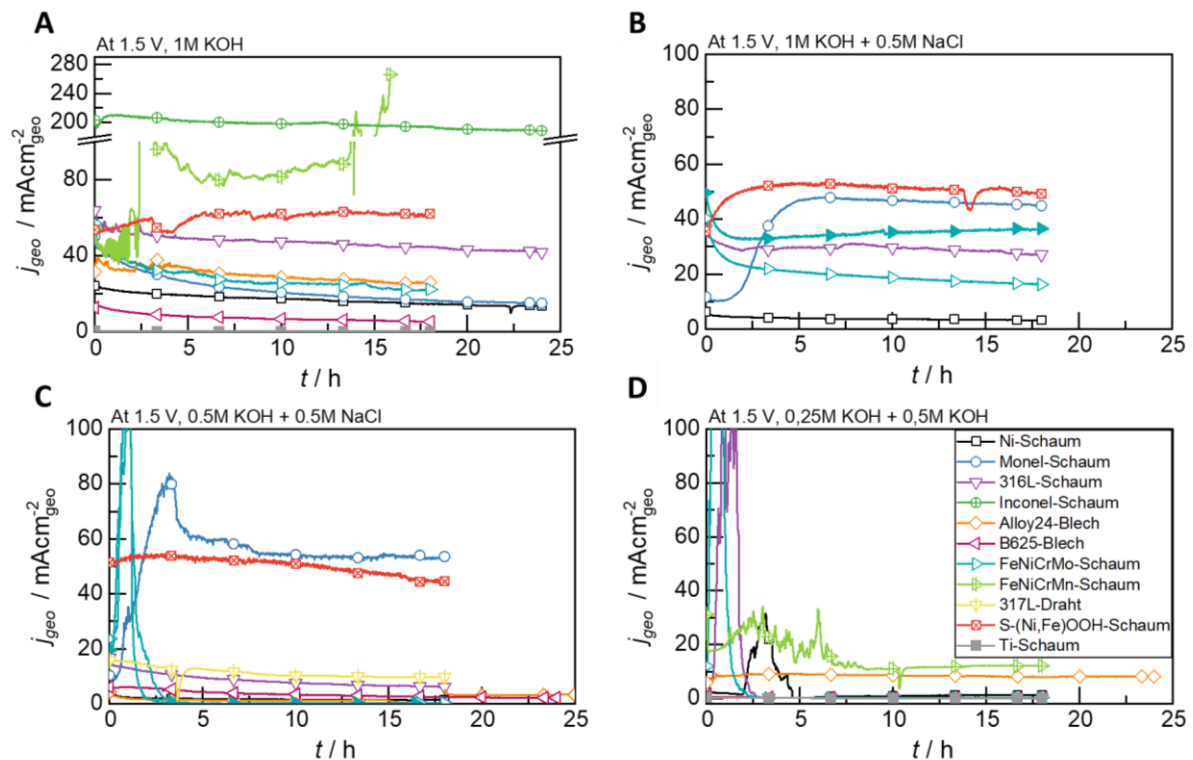 A
At 1.5 V, 1M KOH
280
240
200
80
40
0
j_geo / mAcm⁻²geo
0 5 10 15 20 25
t / h
B
At 1.5 V, 1M KOH + 0.5M NaCl
100
80
60
40
20
0
j_geo / mAcm⁻²geo
0 5 10 15 20 25
t / h
C
At 1.5 V, 0.5M KOH + 0.5M NaCl
100
80
60
40
20
0
j_geo / mAcm⁻²geo
0 5 10 15 20 25
t / h
D
At 1.5 V, 0,25M KOH + 0,5M KOH
100
80
60
40
20
0
j_geo / mAcm⁻²geo
0 5 10 15 20 25
t / h
Ni-Schaum
Monel-Schaum
316L-Schaum
Inconel-Schaum
Alloy24-Blech
B625-Blech
FeNiCrMo-Schaum
FeNiCrMn-Schaum
317L-Draht
S-(Ni,Fe)OOH-Schaum
Ti-Schaum